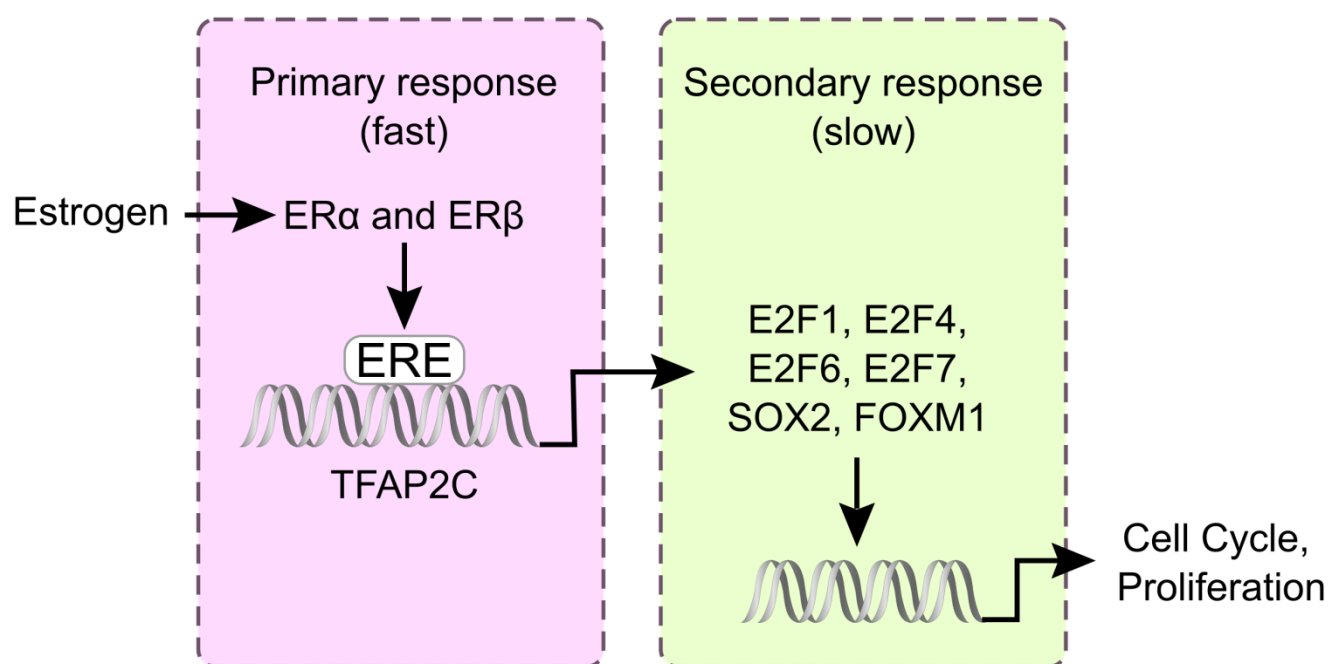 Primary response
(fast)
Estrogen
ERα and ERβ
ERE
TFAP2C
Secondary response
(slow)
E2F1, E2F4,
E2F6, E2F7,
SOX2, FOXM1
Cell Cycle,
Proliferation